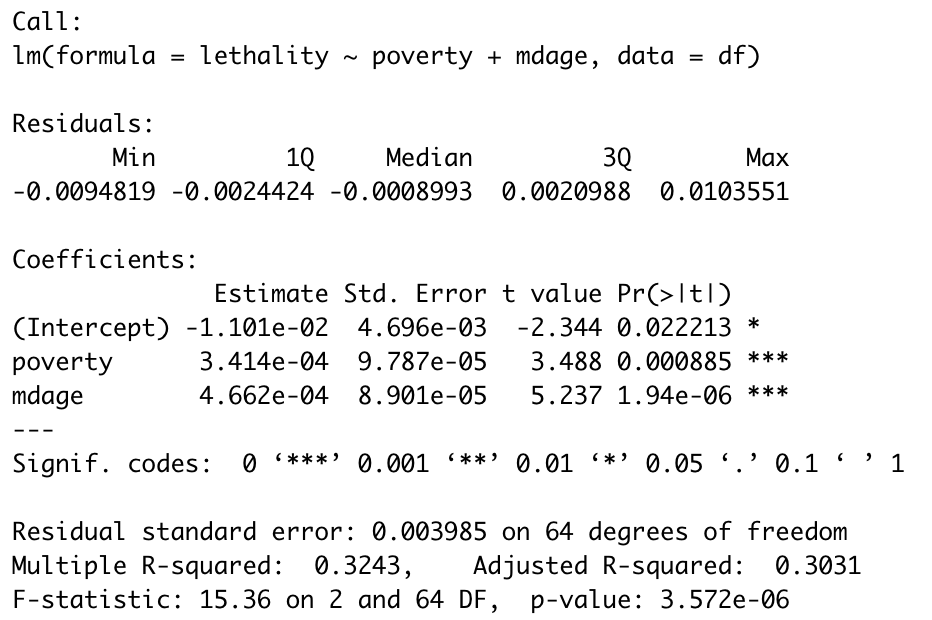 Call:
lm(formula = lethality ~ poverty + mdage, data = df)
Residuals:
Min 1Q Median 3Q Max
-0.0094819 -0.0024424 -0.0008993 0.0020988 0.0103551
Coefficients:
Estimate Std. Error t value Pr(>|t|)
(Intercept) -1.101e-02 4.696e-03 -2.344 0.022213 *
poverty 3.414e-04 9.787e-05 3.488 0.000885 ***
mdage 4.662e-04 8.901e-05 5.237 1.94e-06 ***
---
Signif. codes: 0 ‘***’ 0.001 ‘**’ 0.01 ‘*’ 0.05 ‘.’ 0.1 ‘ ’ 1
Residual standard error: 0.003985 on 64 degrees of freedom
Multiple R-squared: 0.3243, Adjusted R-squared: 0.3031
F-statistic: 15.36 on 2 and 64 DF, p-value: 3.572e-06